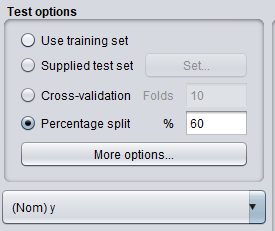 Test options
Use training set
Supplied test set Set...
Cross-validation Folds 10
Percentage split % 60
More options...
(Nom) y